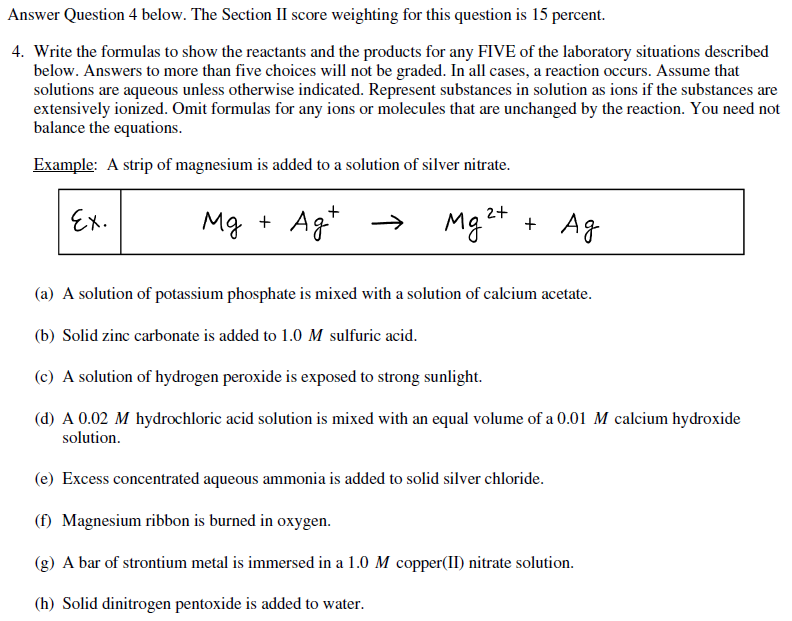 Answer Question 4 below. The Section II score weighting for this question is 15 percent.
4. Write the formulas to show the reactants and the products for any FIVE of the laboratory situations described
below. Answers to more than five choices will not be graded. In all cases, a reaction occurs. Assume that
solutions are aqueous unless otherwise indicated. Represent substances in solution as ions if the substances are
extensively ionized. Omit formulas for any ions or molecules that are unchanged by the reaction. You need not
balance the equations.
Example: A strip of magnesium is added to a solution of silver nitrate.
Ex. Mg + Ag⁺ → Mg²⁺ + Ag
(a) A solution of potassium phosphate is mixed with a solution of calcium acetate.
(b) Solid zinc carbonate is added to 1.0 M sulfuric acid.
(c) A solution of hydrogen peroxide is exposed to strong sunlight.
(d) A 0.02 M hydrochloric acid solution is mixed with an equal volume of a 0.01 M calcium hydroxide
solution.
(e) Excess concentrated aqueous ammonia is added to solid silver chloride.
(f) Magnesium ribbon is burned in oxygen.
(g) A bar of strontium metal is immersed in a 1.0 M copper(II) nitrate solution.
(h) Solid dinitrogen pentoxide is added to water.